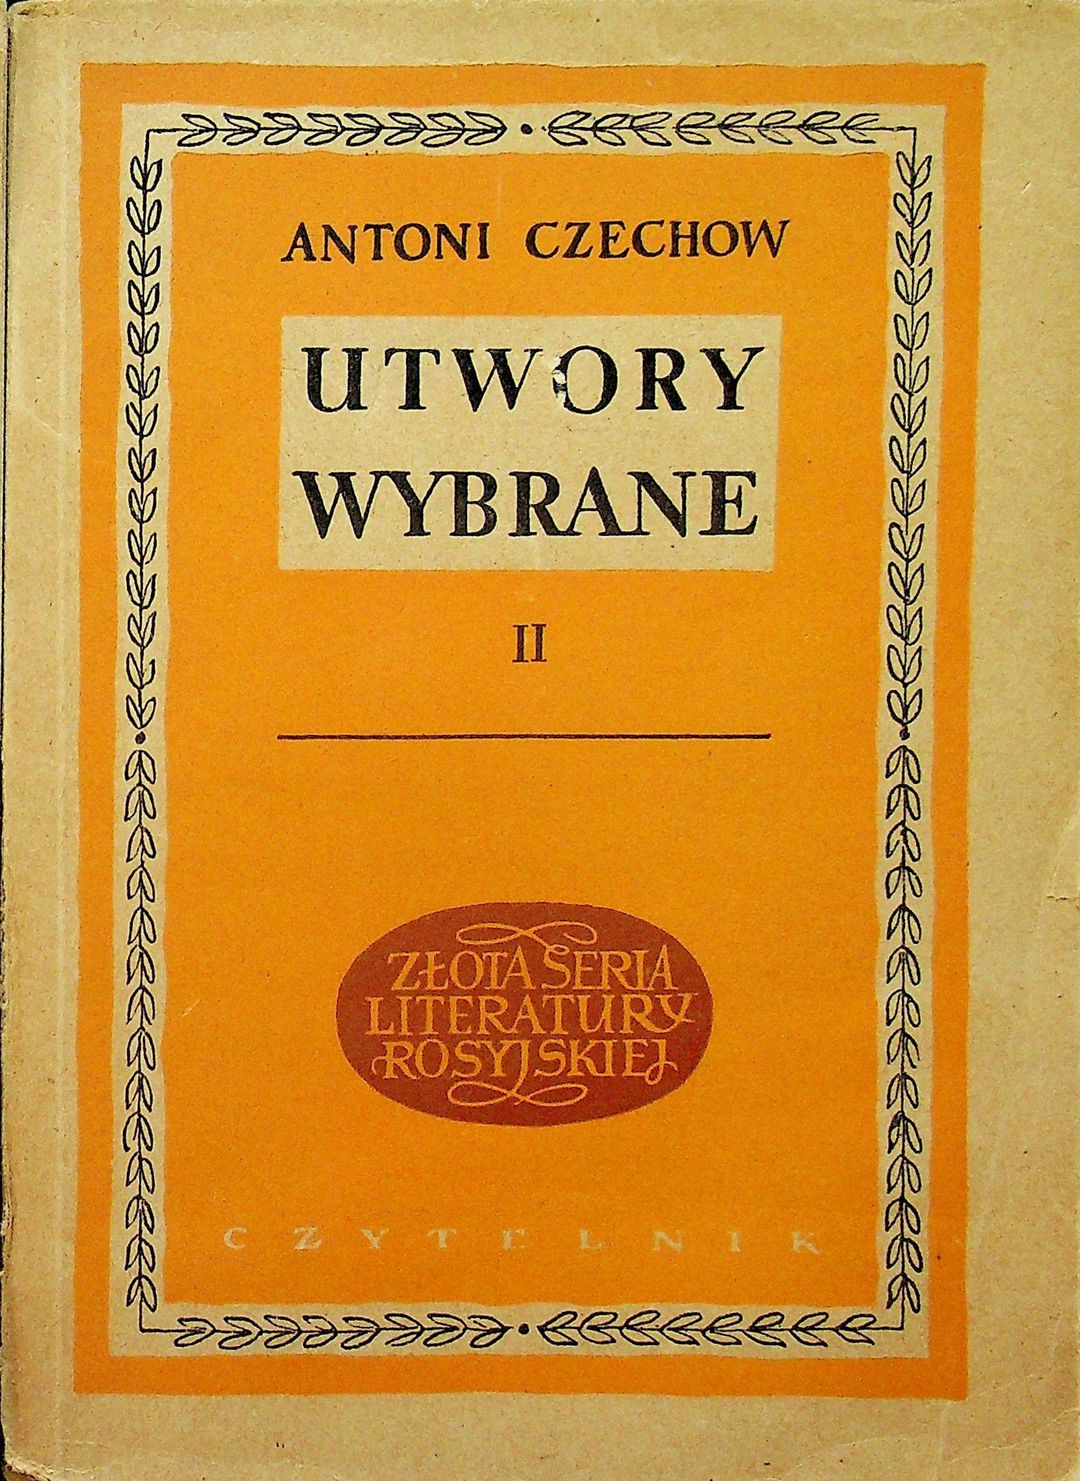 ANTONI CZECHOW
UTWORY
WYBRANE
II
ZŁOTA SERIA
LITERATURY
ROSYJSKIEJ
CZYTELNIK